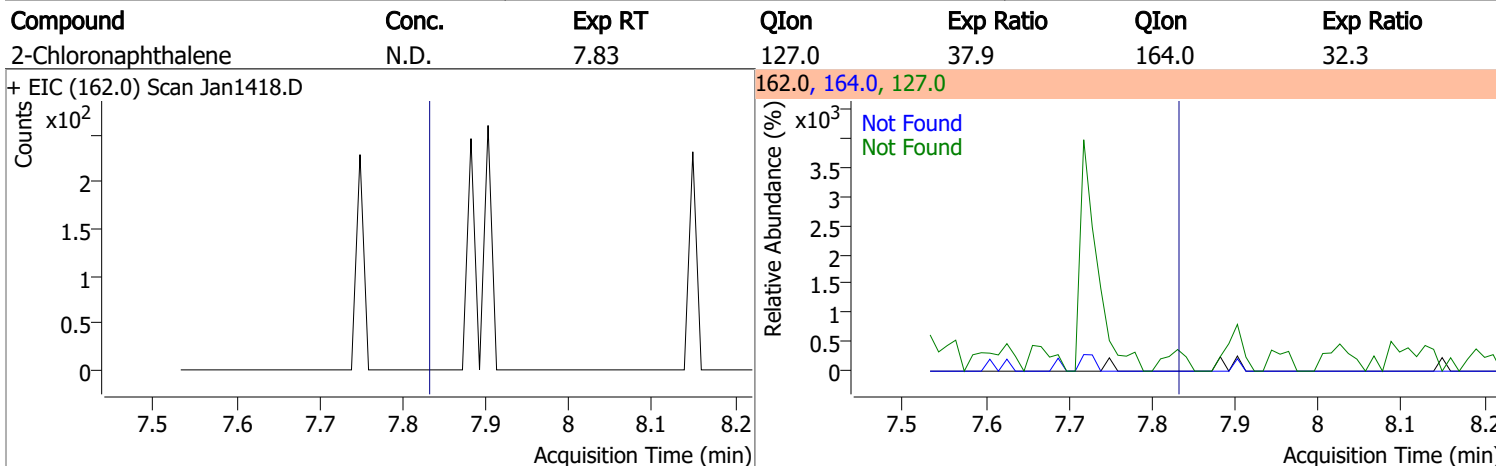 Compound Conc. Exp RT QIon Exp Ratio QIon Exp Ratio
2-Chloronaphthalene N.D. 7.83 127.0 37.9 164.0 32.3
+ EIC (162.0) Scan Jan1418.D
Counts
x10²
2
1.5
1
0.5
0
7.5 7.6 7.7 7.8 7.9 8 8.1 8.2
Acquisition Time (min)
162.0, 164.0, 127.0
Relative Abundance (%)
x10³
Not Found
Not Found
3.5
3
2.5
2
1.5
1
0.5
0
7.5 7.6 7.7 7.8 7.9 8 8.1 8.2
Acquisition Time (min)